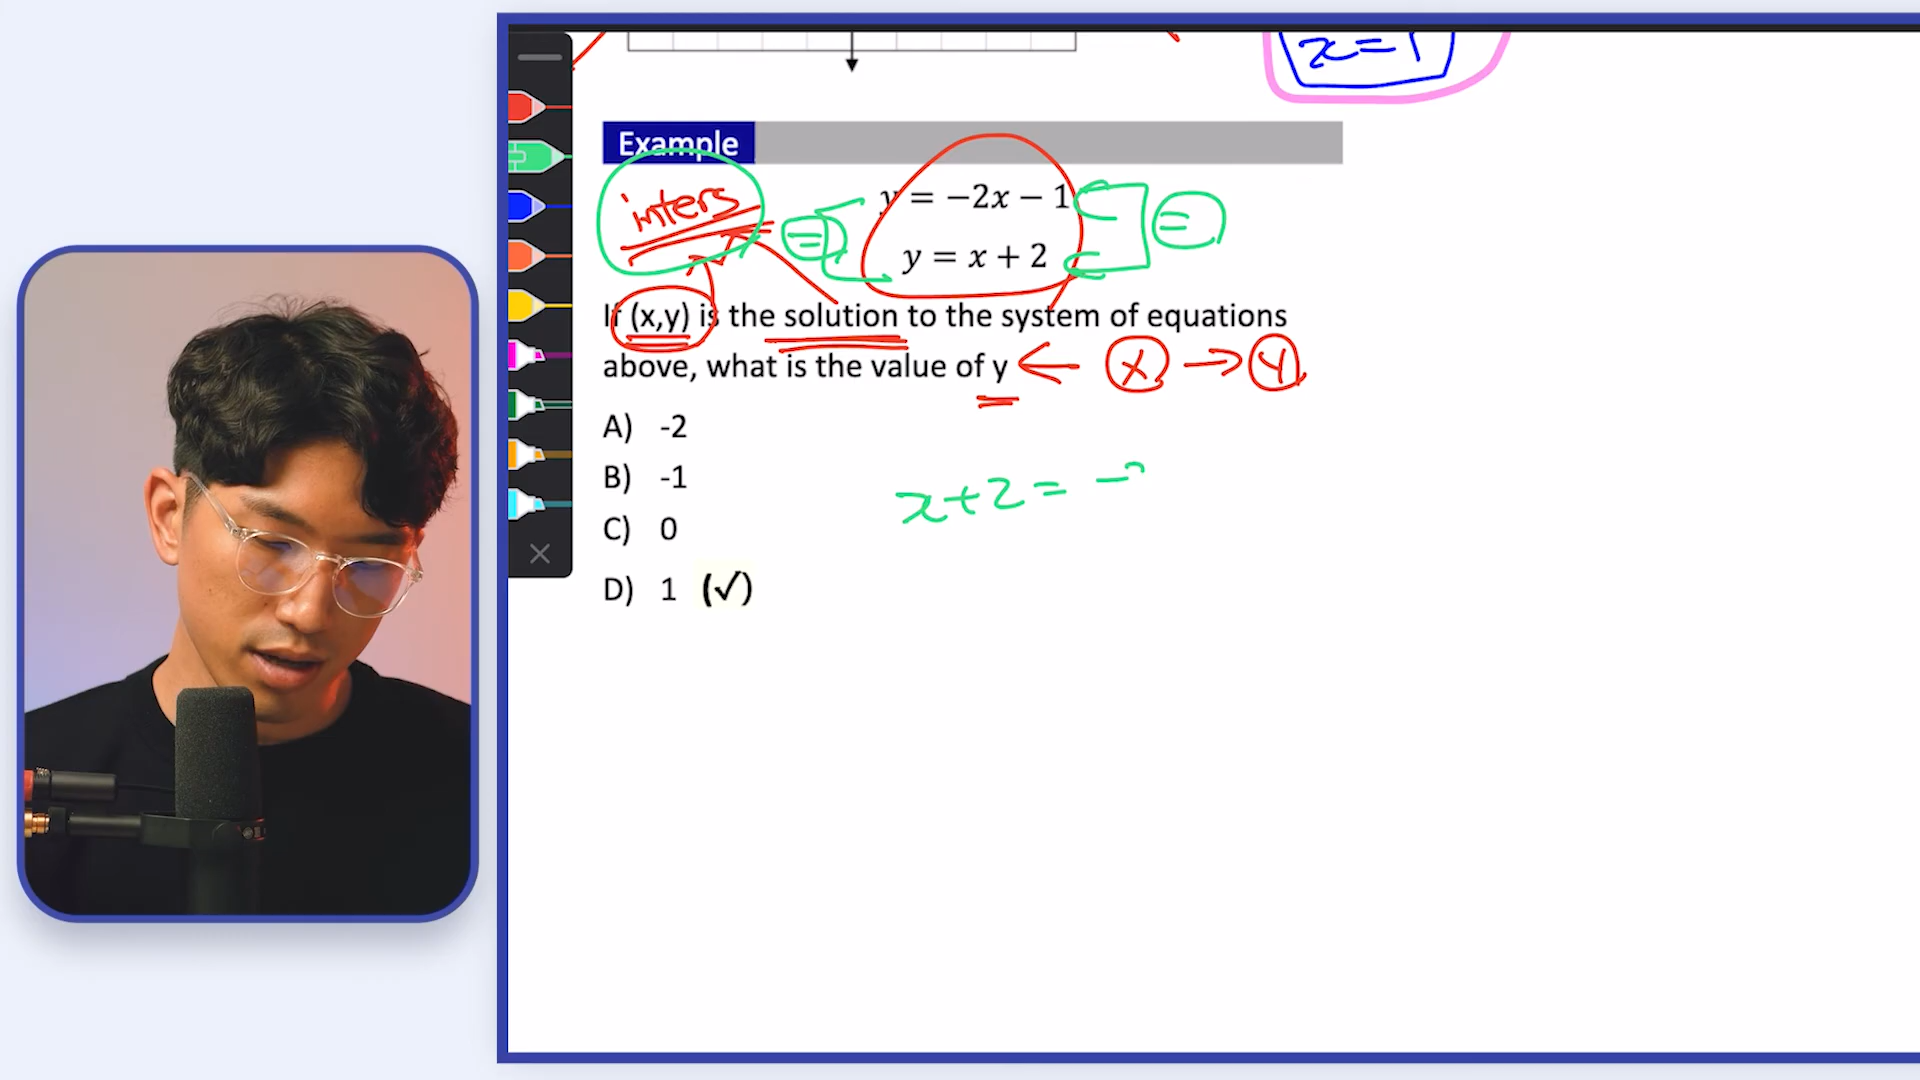 x=1
Example
inters
y = −2x − 1
=
=
y = x + 2
If (x,y) is the solution to the system of equations
above, what is the value of y ← x → y
A) -2
B) -1
x+2= -
C) 0
D) 1 (✓)